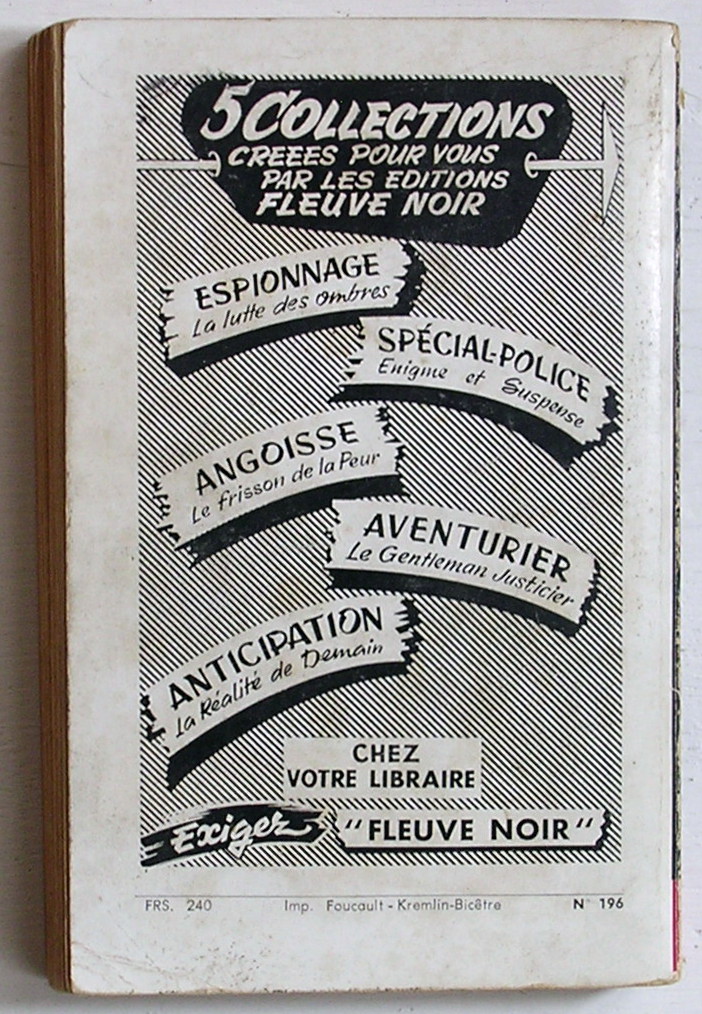 5 COLLECTIONS
CREEES POUR VOUS
PAR LES EDITIONS
FLEUVE NOIR
ESPIONNAGE
La lutte des ombres
SPÉCIAL-POLICE
Enigme et Suspense
ANGOISSE
Le frisson de la Peur
AVENTURIER
Le Gentleman Justicier
ANTICIPATION
La Réalité de Demain
CHEZ
VOTRE LIBRAIRE
Exigez "FLEUVE NOIR"
FRS. 240 Imp. Foucault - Kremlin-Bicêtre N° 196